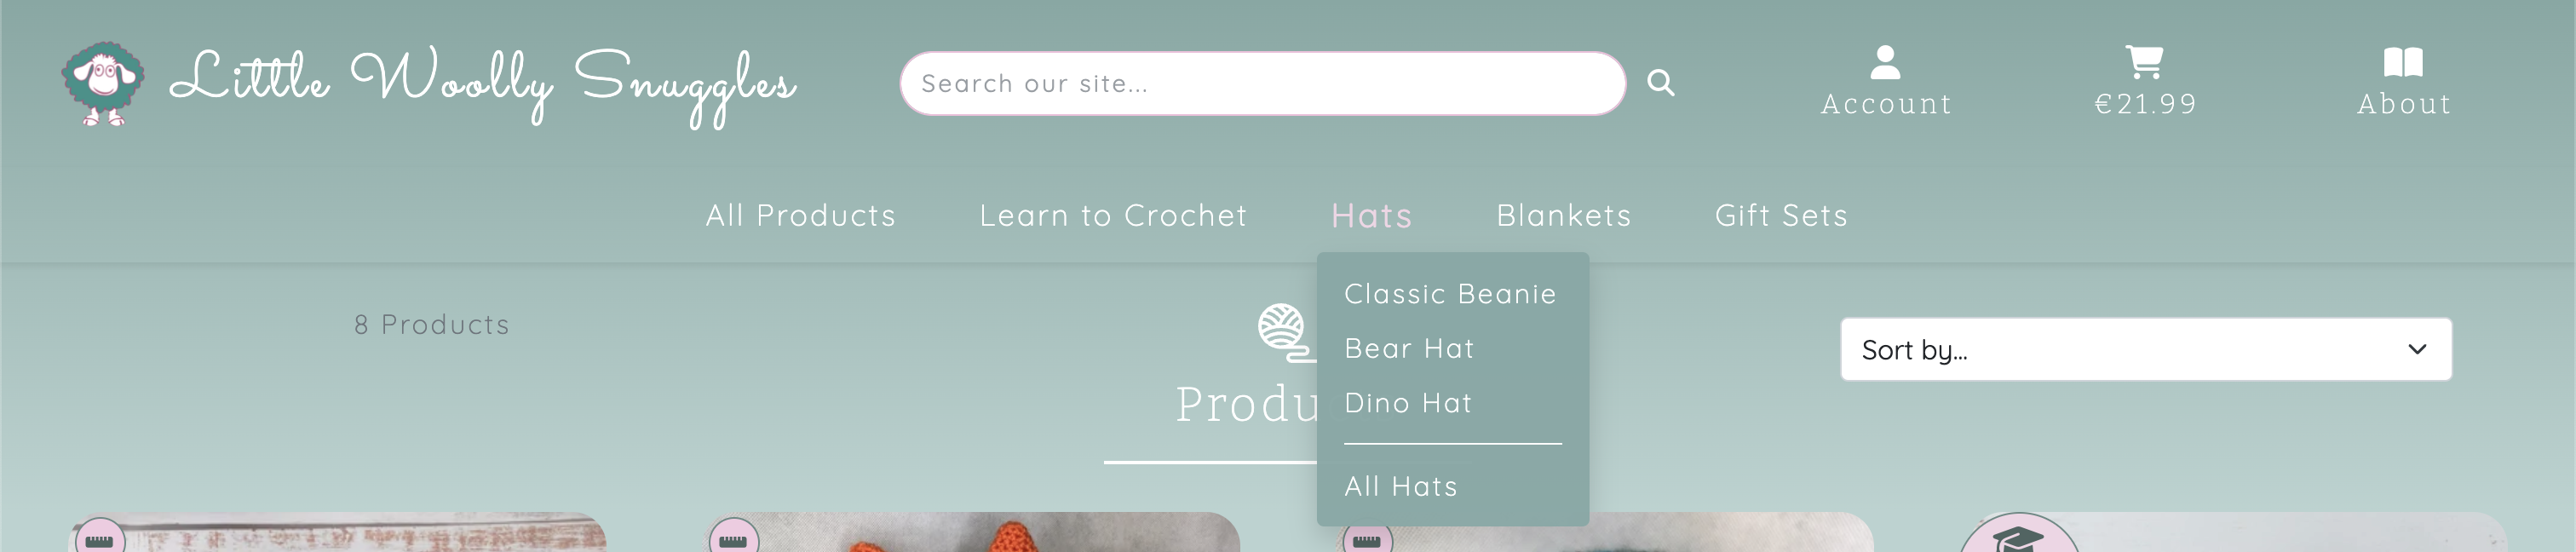 Little Woolly Snuggles
Search our site...
Account
€21.99
About
All Products
Learn to Crochet
Hats
Blankets
Gift Sets
Classic Beanie
Bear Hat
Dino Hat
All Hats
8 Products
Produ
Sort by...